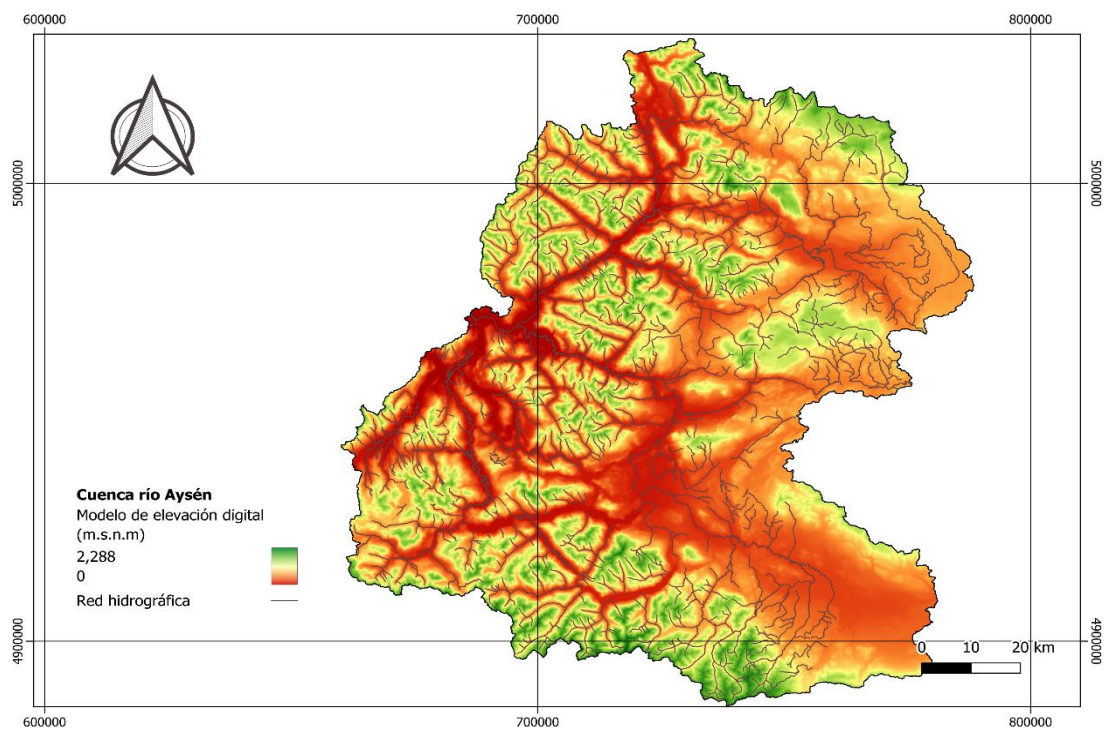 600000 700000 800000
5000000 5000000
Cuenca río Aysén
Modelo de elevación digital
(m.s.n.m)
2,288
0
Red hidrográfica
4900000 4900000
0 10 20 km
600000 700000 800000